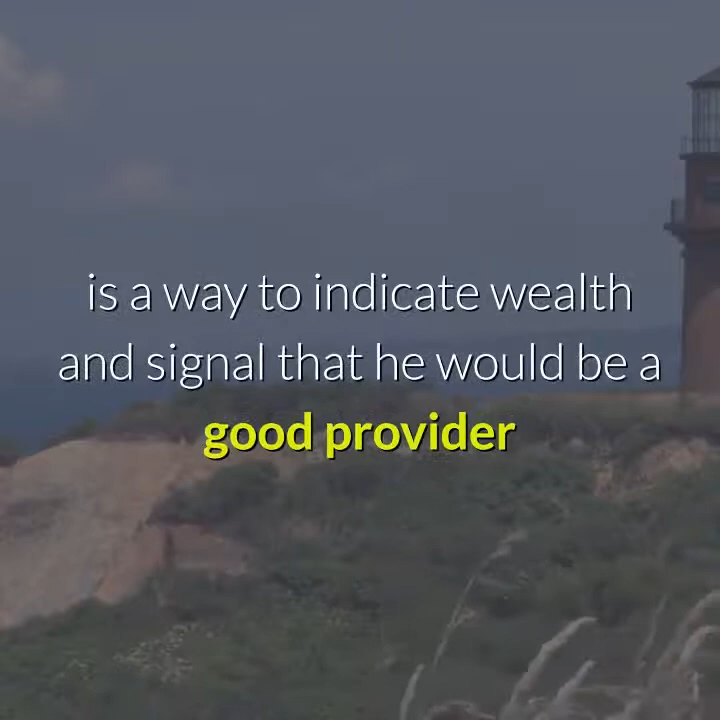 is a way to indicate wealth
and signal that he would be a
good provider